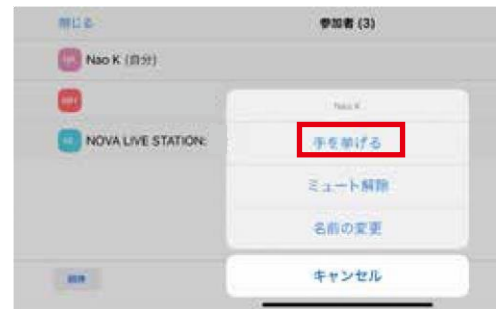 閉じる
参加者 (3)
Nao K (自分)
NOVA LIVE STATION:
Nao K
手を挙げる
ミュート解除
名前の変更
キャンセル